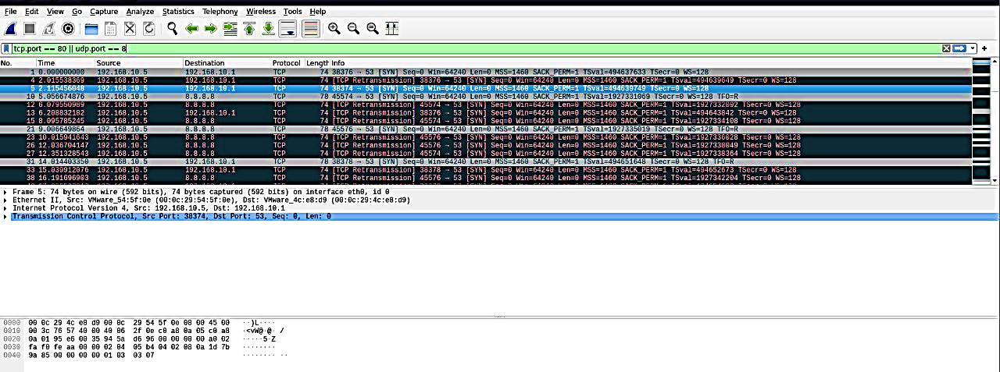 File Edit View Go Capture Analyze Statistics Telephony Wireless Tools Help
tcp.port == 80 || udp.port == 8
No. Time Source Destination Protocol Length Info
1 0.000000000 192.168.10.5 192.168.10.1 TCP 74 38376 → 53 [SYN] Seq=0 Win=64240 Len=0 MSS=1460 SACK_PERM=1 TSval=494637633 TSecr=0 WS=128
4 2.015538369 192.168.10.5 192.168.10.1 TCP 74 [TCP Retransmission] 38376 → 53 [SYN] Seq=0 Win=64240 Len=0 MSS=1460 SACK_PERM=1 TSval=494639649 TSecr=0 WS=128
5 2.115456048 192.168.10.5 192.168.10.1 TCP 74 38374 → 53 [SYN] Seq=0 Win=64240 Len=0 MSS=1460 SACK_PERM=1 TSval=494639749 TSecr=0 WS=128
10 5.056674876 192.168.10.5 8.8.8.8 TCP 78 45574 → 53 [SYN] Seq=0 Win=64240 Len=0 MSS=1460 SACK_PERM=1 TSval=1927331069 TSecr=0 WS=128 TFO=R
12 6.079550989 192.168.10.5 8.8.8.8 TCP 74 [TCP Retransmission] 45574 → 53 [SYN] Seq=0 Win=64240 Len=0 MSS=1460 SACK_PERM=1 TSval=1927332092 TSecr=0 WS=128
13 6.208832182 192.168.10.5 192.168.10.1 TCP 74 [TCP Retransmission] 38376 → 53 [SYN] Seq=0 Win=64240 Len=0 MSS=1460 SACK_PERM=1 TSval=494643842 TSecr=0 WS=128
15 8.095785245 192.168.10.5 8.8.8.8 TCP 74 [TCP Retransmission] 45574 → 53 [SYN] Seq=0 Win=64240 Len=0 MSS=1460 SACK_PERM=1 TSval=1927334108 TSecr=0 WS=128
21 9.006649864 192.168.10.5 8.8.8.8 TCP 78 45576 → 53 [SYN] Seq=0 Win=64240 Len=0 MSS=1460 SACK_PERM=1 TSval=1927335019 TSecr=0 WS=128 TFO=R
23 10.015941643 192.168.10.5 8.8.8.8 TCP 74 [TCP Retransmission] 45576 → 53 [SYN] Seq=0 Win=64240 Len=0 MSS=1460 SACK_PERM=1 TSval=1927336028 TSecr=0 WS=128
26 12.036704147 192.168.10.5 8.8.8.8 TCP 74 [TCP Retransmission] 45576 → 53 [SYN] Seq=0 Win=64240 Len=0 MSS=1460 SACK_PERM=1 TSval=1927338049 TSecr=0 WS=128
27 12.351328543 192.168.10.5 8.8.8.8 TCP 74 [TCP Retransmission] 45574 → 53 [SYN] Seq=0 Win=64240 Len=0 MSS=1460 SACK_PERM=1 TSval=1927338364 TSecr=0 WS=128
31 14.014403350 192.168.10.5 192.168.10.1 TCP 78 38378 → 53 [SYN] Seq=0 Win=64240 Len=0 MSS=1460 SACK_PERM=1 TSval=494651648 TSecr=0 WS=128 TFO=R
33 15.039912076 192.168.10.5 192.168.10.1 TCP 74 [TCP Retransmission] 38378 → 53 [SYN] Seq=0 Win=64240 Len=0 MSS=1460 SACK_PERM=1 TSval=494652673 TSecr=0 WS=128
38 16.191696903 192.168.10.5 8.8.8.8 TCP 74 [TCP Retransmission] 45576 → 53 [SYN] Seq=0 Win=64240 Len=0 MSS=1460 SACK_PERM=1 TSval=1927342204 TSecr=0 WS=128
Frame 5: 74 bytes on wire (592 bits), 74 bytes captured (592 bits) on interface eth0, id 0
Ethernet II, Src: VMware_54:5f:0e (00:0c:29:54:5f:0e), Dst: VMware_4c:e8:d9 (00:0c:29:4c:e8:d9)
Internet Protocol Version 4, Src: 192.168.10.5, Dst: 192.168.10.1
Transmission Control Protocol, Src Port: 38374, Dst Port: 53, Seq: 0, Len: 0
0000 00 0c 29 4c e8 d9 00 0c 29 54 5f 0e 08 00 45 00 ··)L····
0010 00 3c 76 57 40 00 40 06 2f 0e c0 a8 0a 05 c0 a8 ·<vW@·@· /
0020 0a 01 95 e6 00 35 94 5a d6 96 00 00 00 00 a0 02 ·····5·Z
0030 fa f0 fe aa 00 00 02 04 05 b4 04 02 08 0a 1d 7b
0040 9a 85 00 00 00 00 01 03 03 07 ········ ··